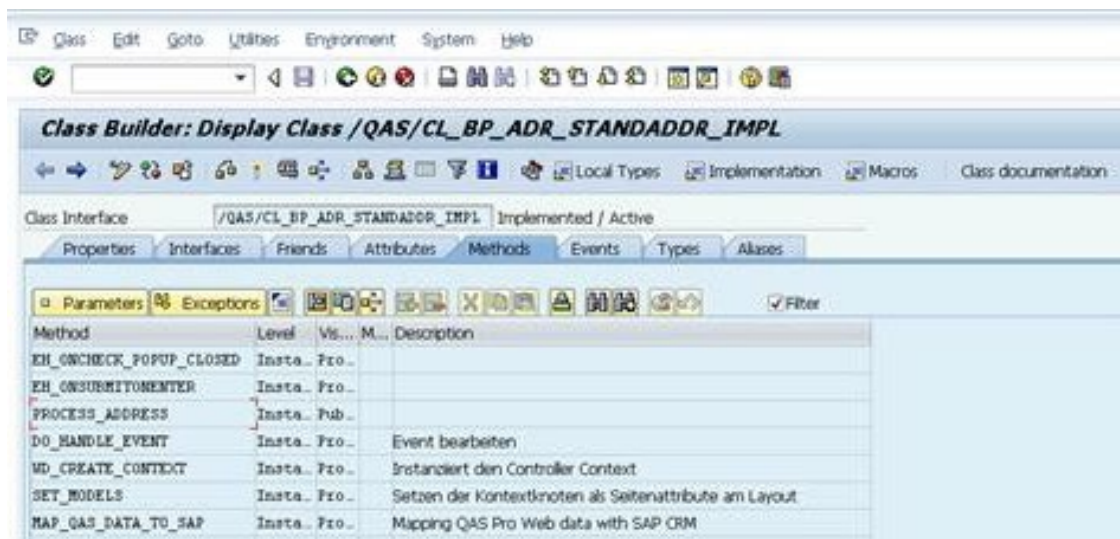 Class Edit Goto Utilities Environment System Help
Class Builder: Display Class /QAS/CL_BP_ADR_STANDADDR_IMPL
Local Types Implementation Macros Class documentation
Class Interface /QAS/CL_BP_ADR_STANDADDR_IMPL Implemented / Active
Properties Interfaces Friends Attributes Methods Events Types Aliases
Parameters Exceptions Filter
Method Level Vis... M... Description
EH_ONCHECK_POPUP_CLOSED Insta… Pro…
EH_ONSUBMITONENTER Insta… Pro…
PROCESS_ADDRESS Insta… Pub…
DO_HANDLE_EVENT Insta… Pro… Event bearbeiten
WD_CREATE_CONTEXT Insta… Pro… Instanziert den Controller Context
SET_MODELS Insta… Pro… Setzen der Kontextknoten als Seitenattribute am Layout
MAP_QAS_DATA_TO_SAP Insta… Pro… Mapping QAS Pro Web data with SAP CRM